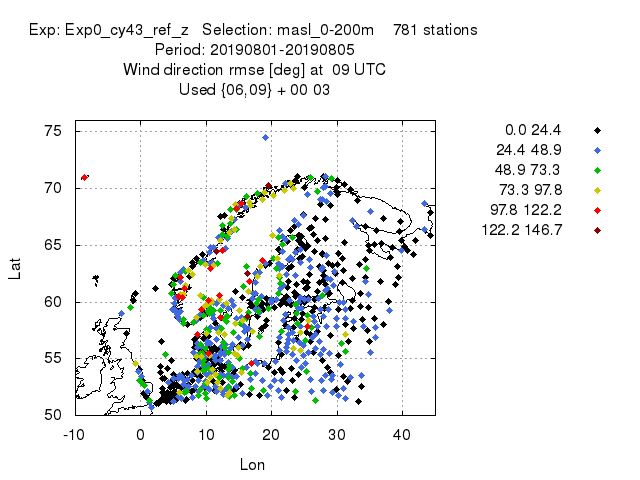 Exp: Exp0_cy43_ref_z   Selection: masl_0-200m    781 stations
Period: 20190801-20190805
Wind direction rmse [deg] at  09 UTC
Used {06,09} + 00 03
0.0 24.4
24.4 48.9
48.9 73.3
73.3 97.8
97.8 122.2
122.2 146.7
75
70
65
60
55
50
Lat
-10 0 10 20 30 40
Lon